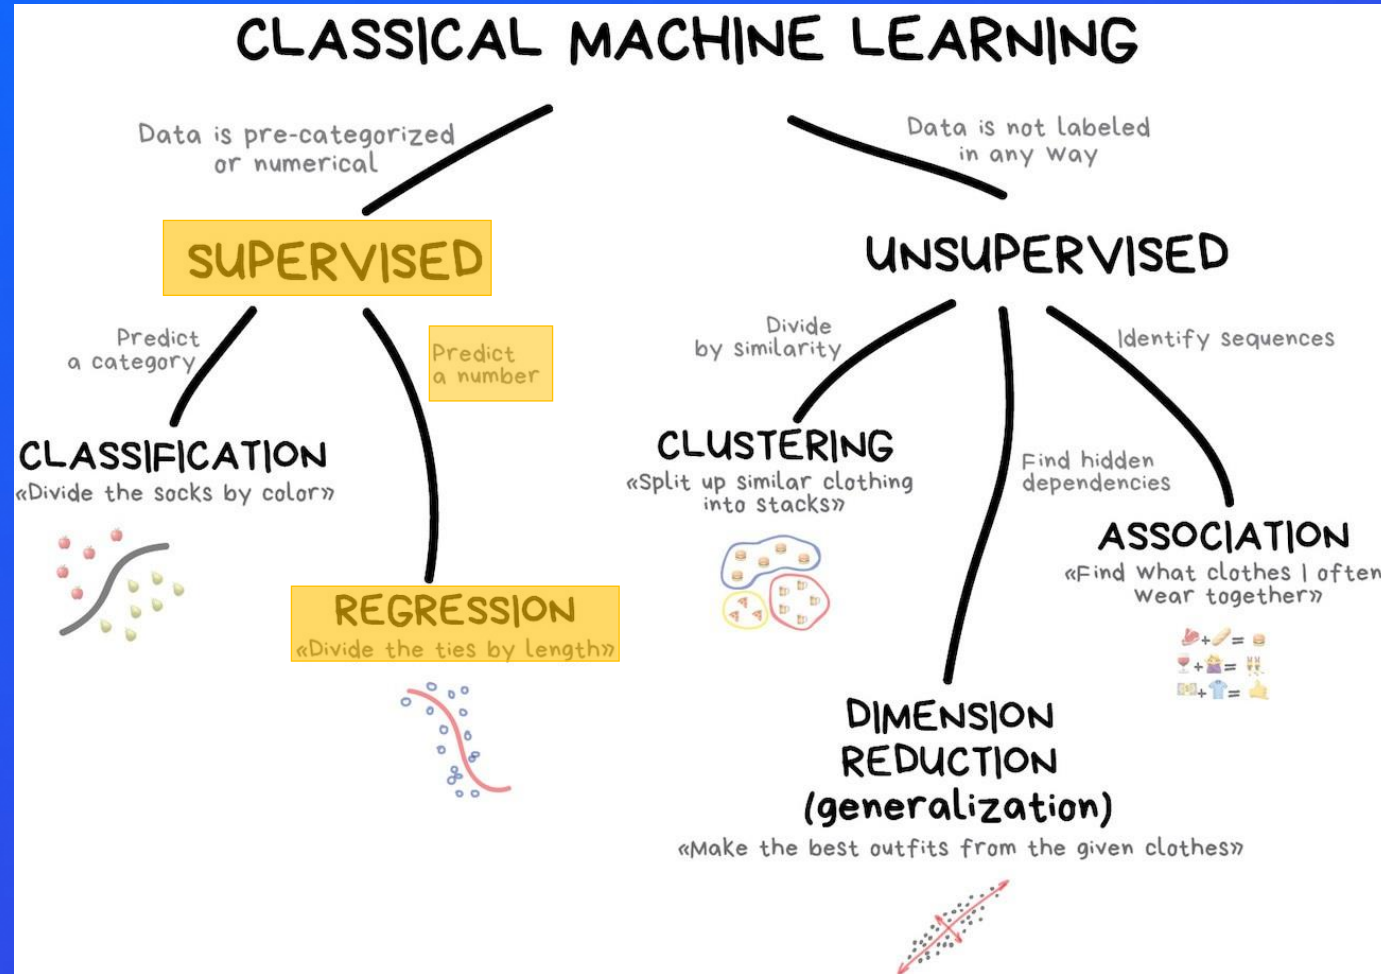 CLASSICAL MACHINE LEARNING
Data is pre-categorized
or numerical
Data is not labeled
in any way
SUPERVISED
UNSUPERVISED
Predict
a category
Predict
a number
Divide
by similarity
Identify sequences
CLASSIFICATION
«Divide the socks by color»
CLUSTERING
«Split up similar clothing
into stacks»
Find hidden
dependencies
ASSOCIATION
«Find What clothes I often
Wear together»
REGRESSION
«Divide the ties by length»
+ =
+ =
+ =
DIMENSION
REDUCTION
(generalization)
«Make the best outfits from the given clothes»